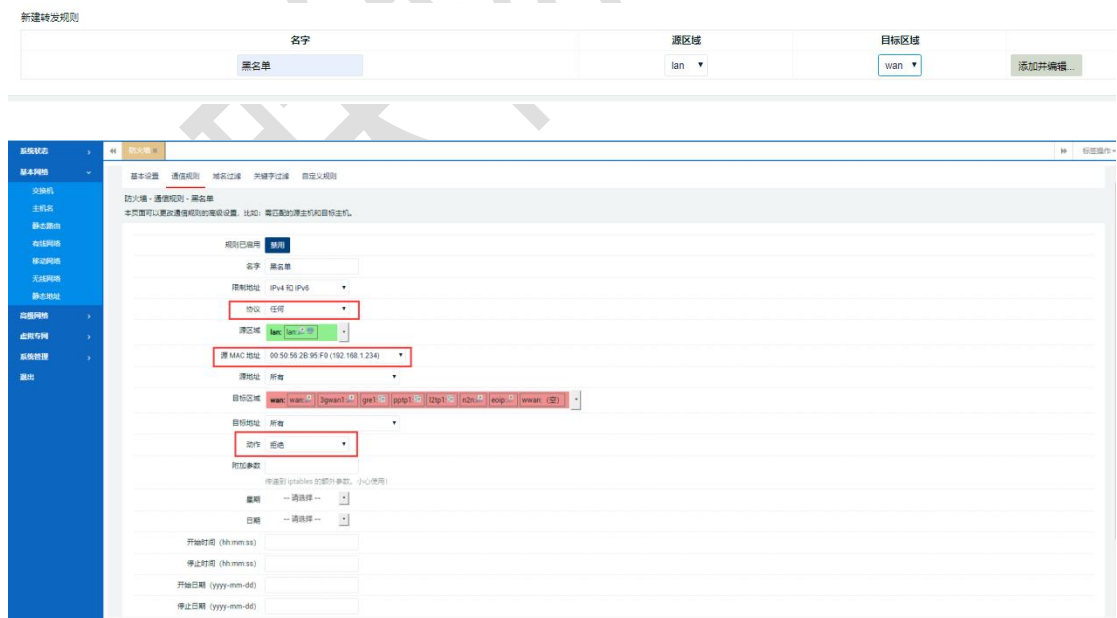 新建转发规则
名字 源区域 目标区域
黑名单 lan wan 添加并编辑...
系统状态 防火墙 标签操作
基本网络 基本设置 通信规则 域名过滤 关键字过滤 自定义规则
交换机
主机名
静态路由
有线网络
移动网络
无线网络
静态地址
高级网络
虚拟专网
系统管理
退出
防火墙 - 通信规则 - 黑名单
本页面可以更改通信规则的高级设置, 比如: 需匹配的源主机和目标主机。
规则已启用 禁用
名字 黑名单
限制地址 IPv4 和 IPv6
协议 任何
源区域 lan: lan:
源 MAC 地址 00:50:56:2B:95:F9 (192.168.1.234)
源地址 所有
目标区域 wan: wan: 3gwan1: gre1: pptp1: l2tp1: n2n: eoip: wwan: (空)
目标地址 所有
动作 拒绝
附加参数
传递到 iptables 的额外参数。小心使用!
星期 -- 请选择 --
日期 -- 请选择 --
开始时间 (hh:mm:ss)
停止时间 (hh:mm:ss)
开始日期 (yyyy-mm-dd)
停止日期 (yyyy-mm-dd)